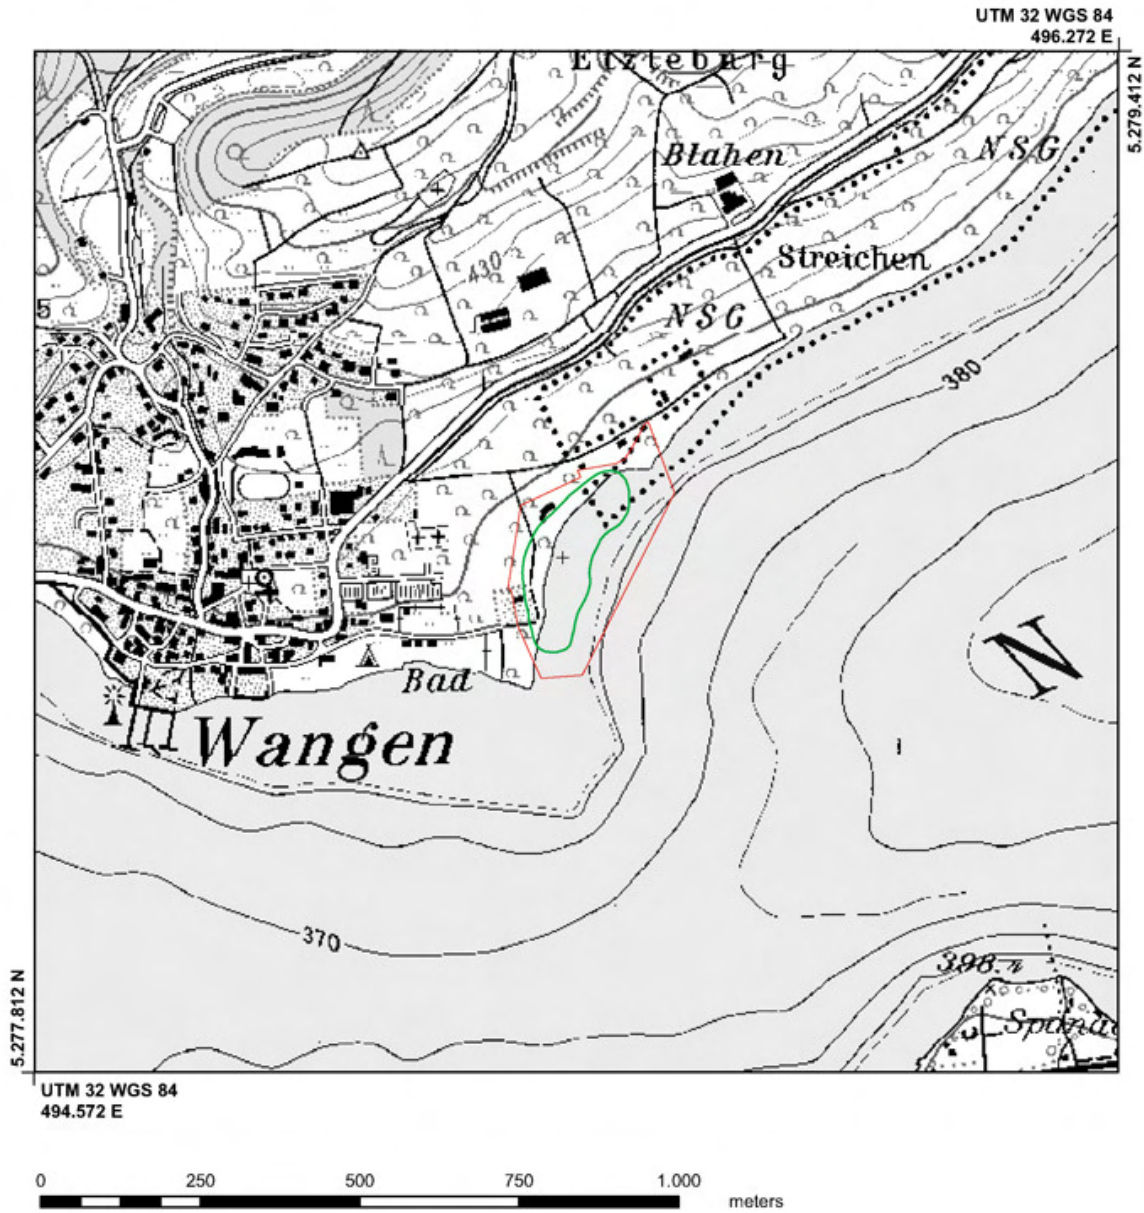 UTM 32 WGS 84
496.272 E
5.279.412 N
Blahen
NSG
Streichen
430
NSG
5
380
Bad
Wangen
N
370
398
5.277.812 N
UTM 32 WGS 84
494.572 E
0 250 500 750 1.000
meters